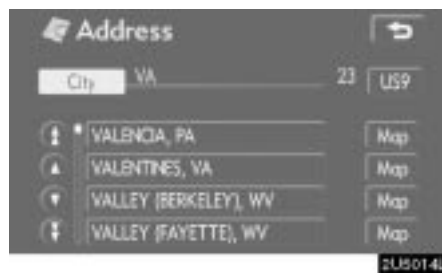 Address
City VA 23 US9
VALENCIA, PA Map
VALENTINES, VA Map
VALLEY (BERKELEY), WV Map
VALLEY (FAYETTE), WV Map
2U5014L